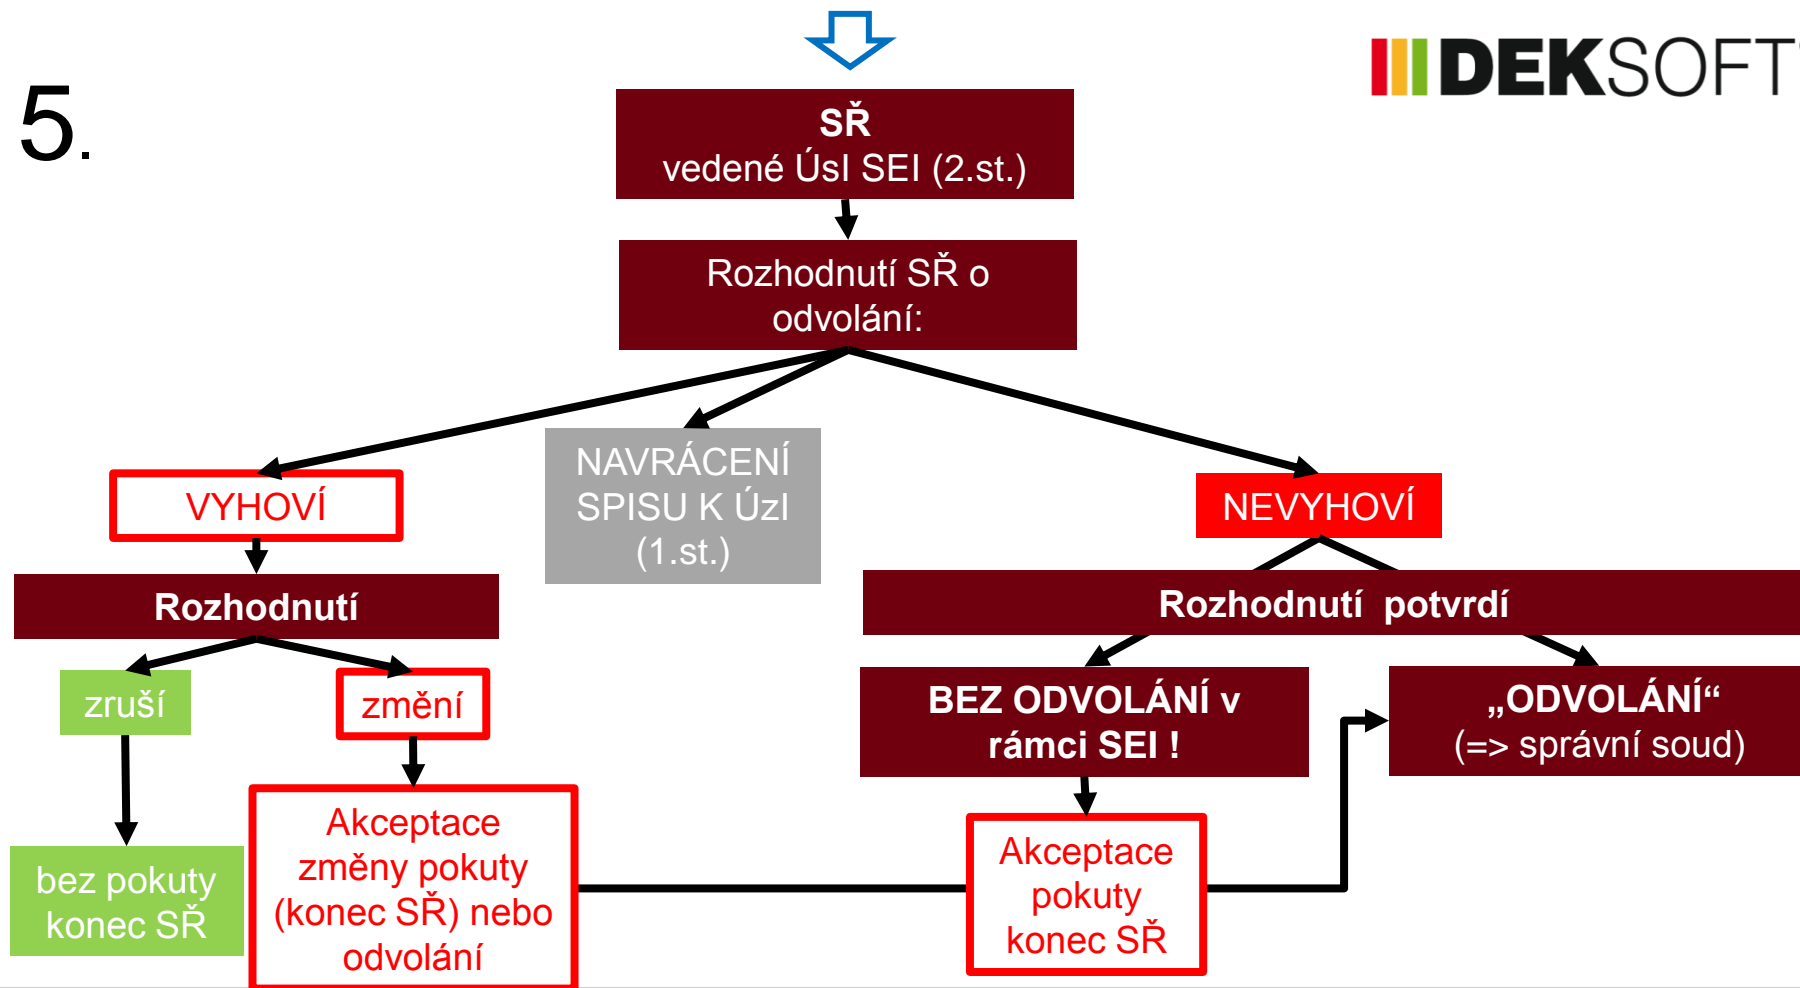 5.
DEKSOFT
SŘ
vedené ÚsI SEI (2.st.)
Rozhodnutí SŘ o
odvolání:
VYHOVÍ
NAVRÁCENÍ
SPISU K ÚzI
(1.st.)
NEVYHOVÍ
Rozhodnutí
Rozhodnutí potvrdí
zruší
změní
BEZ ODVOLÁNÍ v
rámci SEI !
„ODVOLÁNÍ“
(=> správní soud)
bez pokuty
konec SŘ
Akceptace
změny pokuty
(konec SŘ) nebo
odvolání
Akceptace
pokuty
konec SŘ